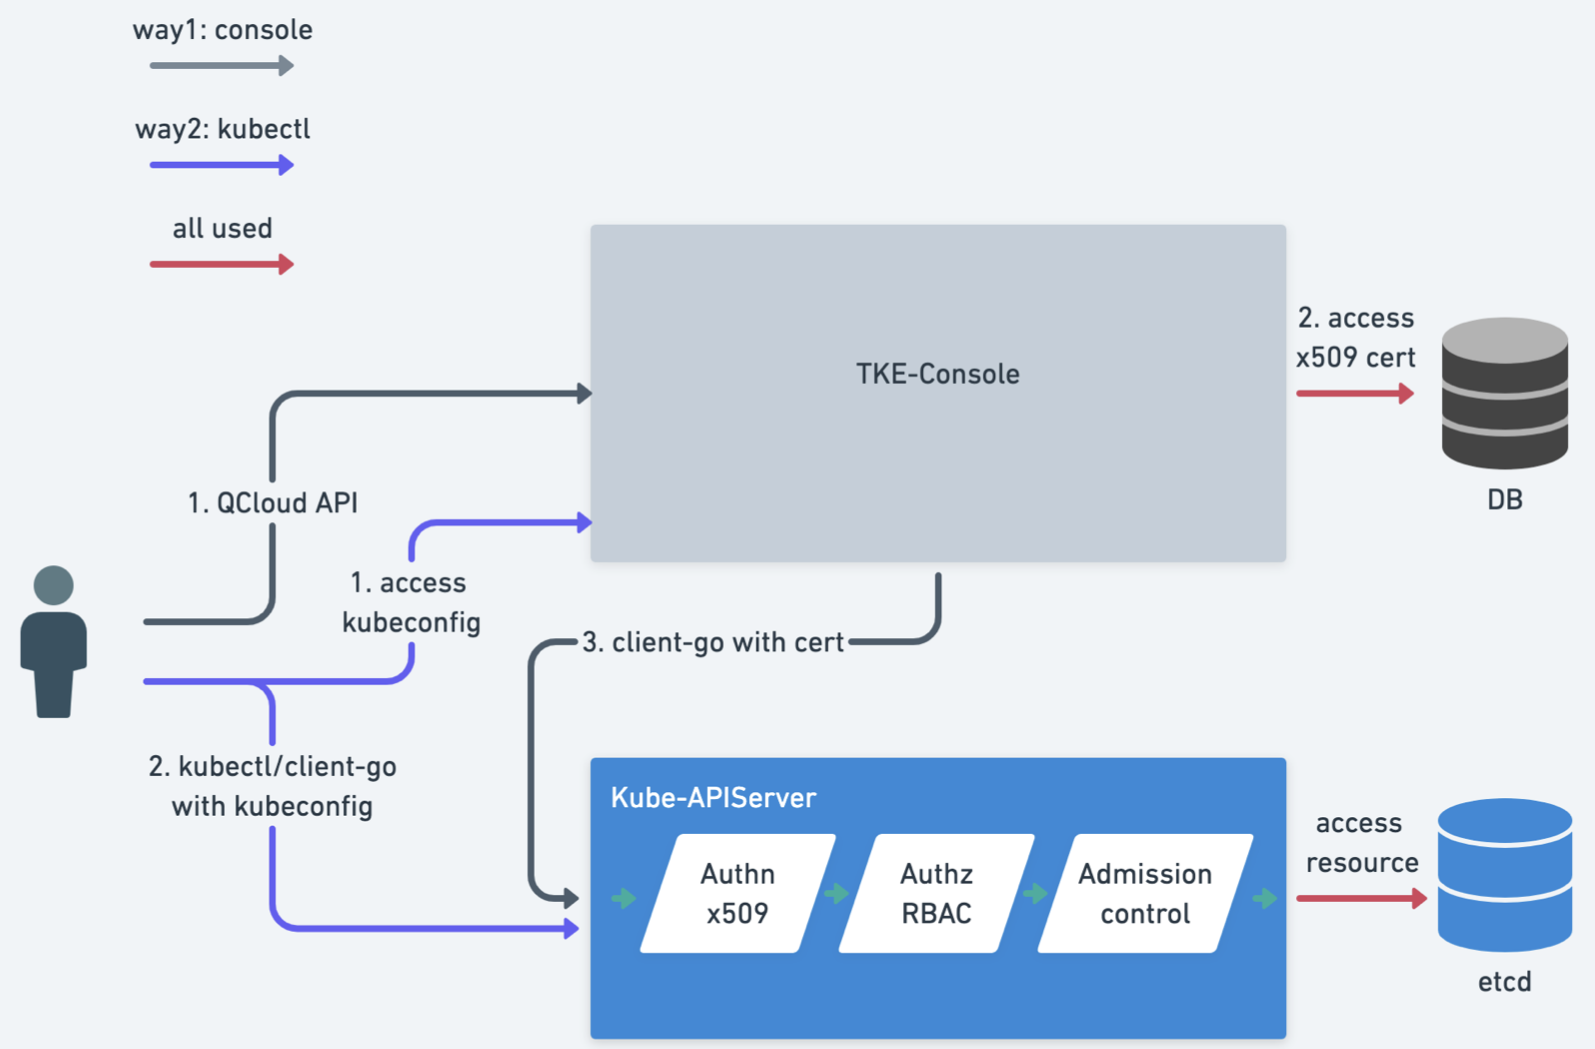 way1: console
way2: kubectl
all used
TKE-Console
2. access
x509 cert
DB
1. QCloud API
1. access
kubeconfig
3. client-go with cert
2. kubectl/client-go
with kubeconfig
Kube-APIServer
Authn
x509
Authz
RBAC
Admission
control
access
resource
etcd